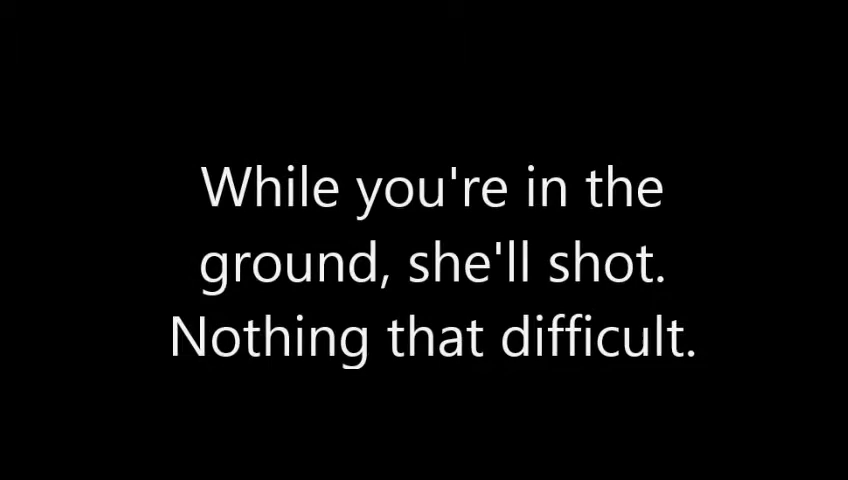 While you're in the
ground, she'll shot.
Nothing that difficult.